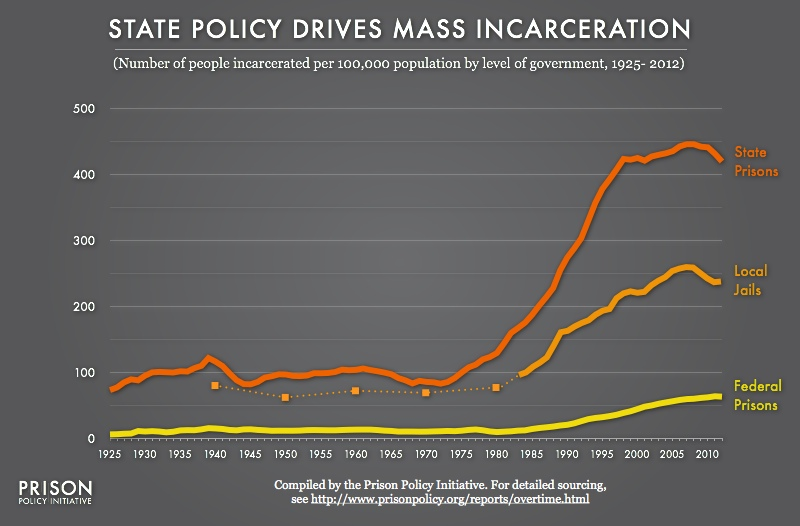 STATE POLICY DRIVES MASS INCARCERATION
(Number of people incarcerated per 100,000 population by level of government, 1925- 2012)
500
400
300
200
100
0
State
Prisons
Local
Jails
Federal
Prisons
1925 1930 1935 1940 1945 1950 1955 1960 1965 1970 1975 1980 1985 1990 1995 2000 2005 2010
PRISON
POLICY INITIATIVE
Compiled by the Prison Policy Initiative. For detailed sourcing,
see http://www.prisonpolicy.org/reports/overtime.html